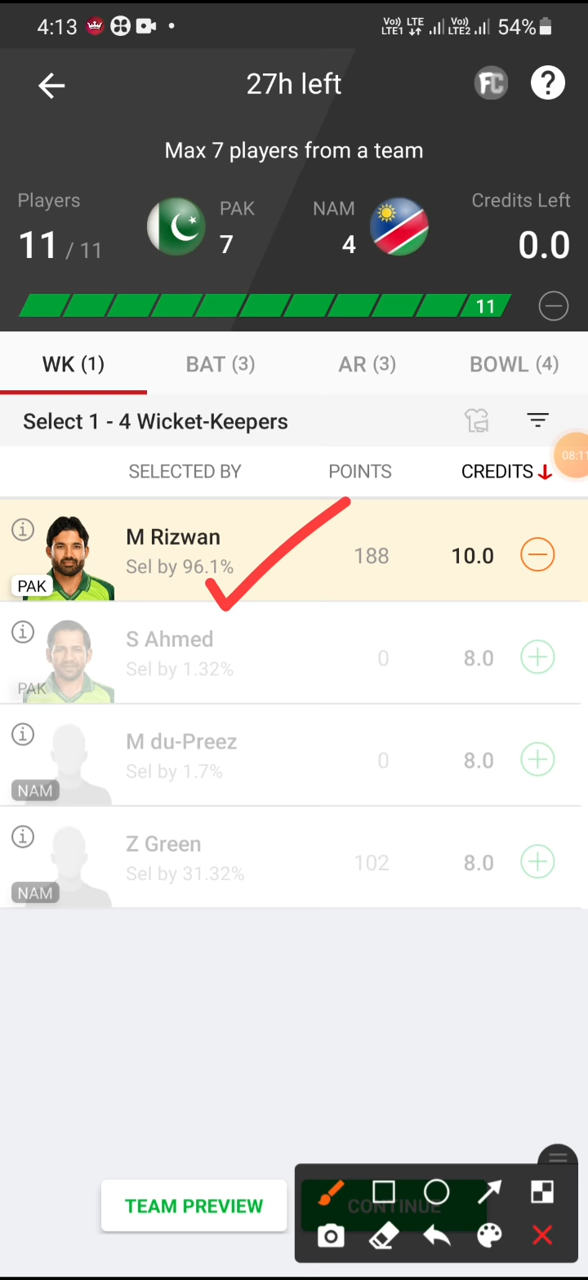 4:13 Vo) LTE Vo) 54%
LTE1 LTE2
27h left FC ?
Max 7 players from a team
Players PAK NAM Credits Left
11 / 11 7 4 0.0
11
WK (1) BAT (3) AR (3) BOWL (4)
Select 1 - 4 Wicket-Keepers
08:11
SELECTED BY POINTS CREDITS
M Rizwan
Sel by 96.1% 188 10.0
PAK
S Ahmed
Sel by 1.32% 0 8.0
PAK
M du-Preez
Sel by 1.7% 0 8.0
NAM
Z Green
Sel by 31.32% 102 8.0
NAM
TEAM PREVIEW CONTINUE